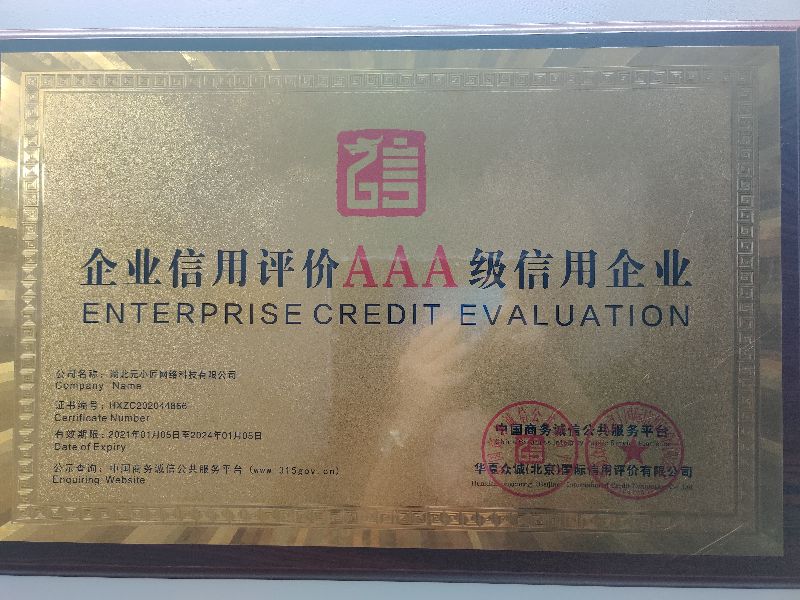 企业信用评价AAA级信用企业
ENTERPRISE CREDIT EVALUATION
公司名称：湖北元小匠网络科技有限公司
Company Name
证书编号：HXZC202044866
Certificate Number
有效期限：2021年01月05日至2024年01月05日
Date of Expiry
公示查询：中国商务诚信公共服务平台 (www.315gov.cn)
Enquiring Website
中国商务诚信公共服务平台
华夏众诚(北京)国际信用评价有限公司